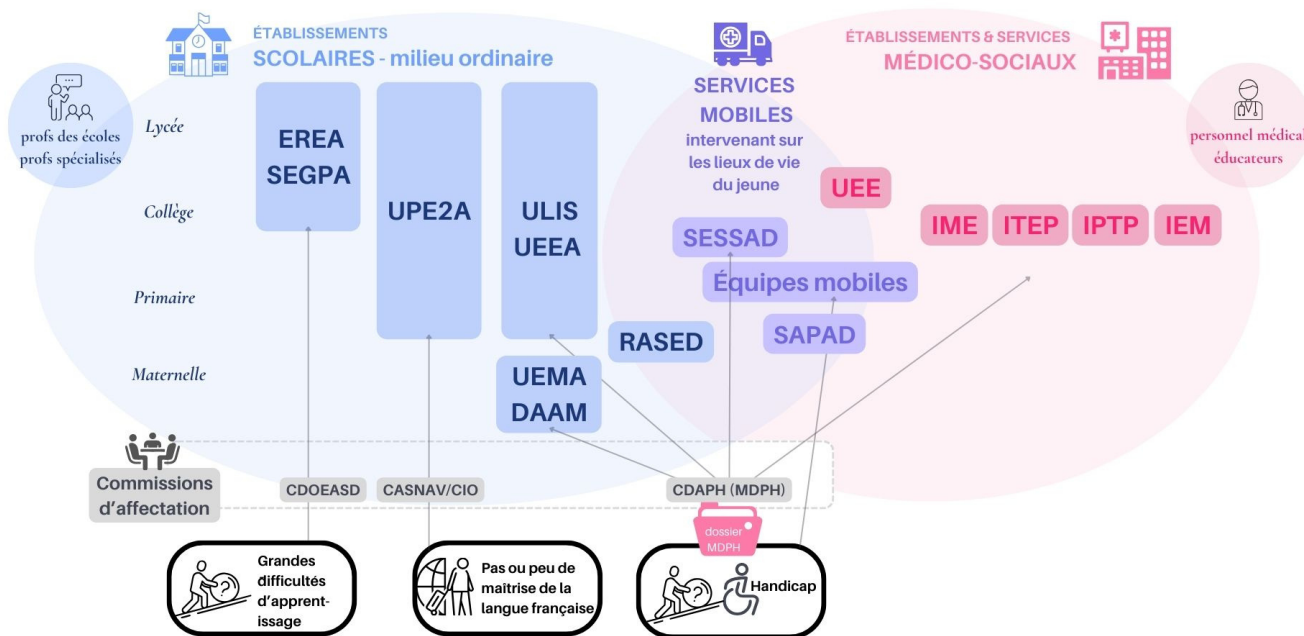 ÉTABLISSEMENTS
SCOLAIRES - milieu ordinaire
profs des écoles
profs spécialisés
Lycée
Collège
Primaire
Maternelle
EREA
SEGPA
UPE2A
ULIS
UEEA
UEMA
DAAM
RASED
SERVICES
MOBILES
intervenant sur
les lieux de vie
du jeune
SESSAD
Équipes mobiles
SAPAD
ÉTABLISSEMENTS & SERVICES
MÉDICO-SOCIAUX
personnel médical
éducateurs
UEE
IME
ITEP
IPTP
IEM
Commissions
d'affectation
CDOEASD
CASNAV/CIO
CDAPH (MDPH)
dossier
MDPH
?
Grandes
difficultés
d'apprent-
issage
Pas ou peu de
maîtrise de la
langue française
?
Handicap